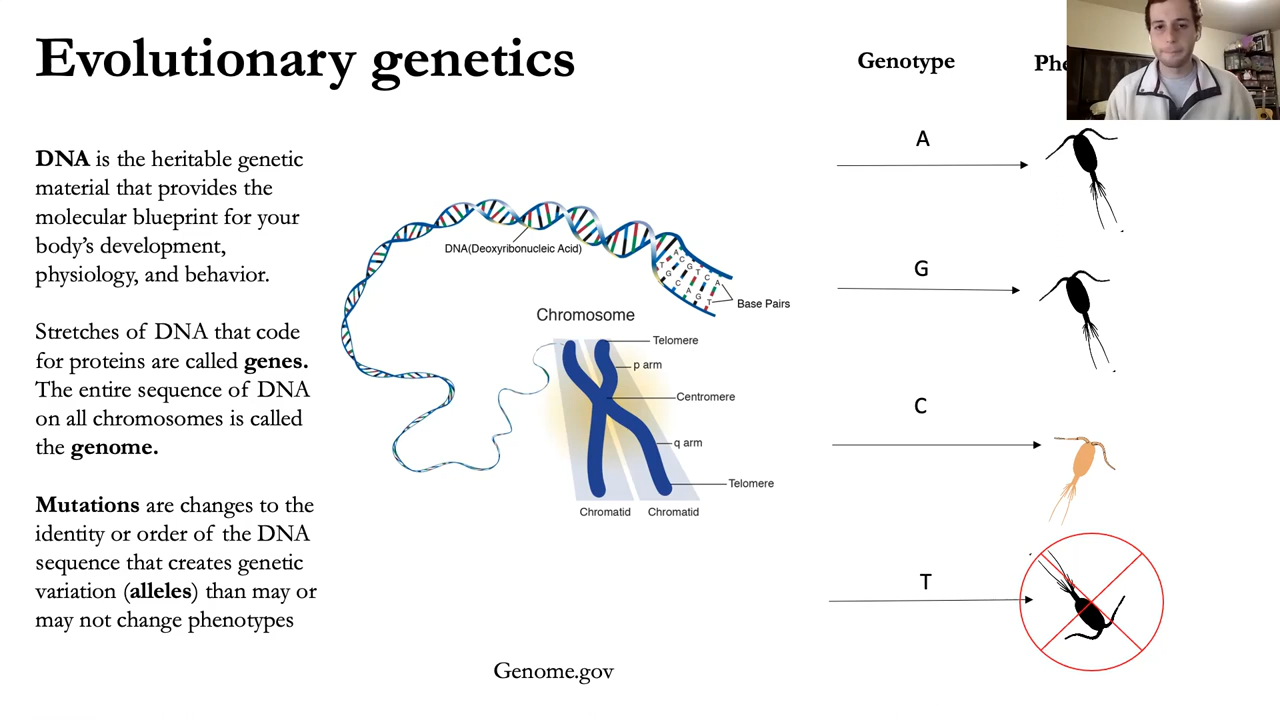 Evolutionary genetics
DNA is the heritable genetic
material that provides the
molecular blueprint for your
body’s development,
physiology, and behavior.
Stretches of DNA that code
for proteins are called genes.
The entire sequence of DNA
on all chromosomes is called
the genome.
Mutations are changes to the
identity or order of the DNA
sequence that creates genetic
variation (alleles) than may or
may not change phenotypes
DNA(Deoxyribonucleic Acid)
A C G T C A
T G C A G T
Base Pairs
Chromosome
Telomere
p arm
Centromere
q arm
Telomere
Chromatid Chromatid
Genome.gov
Genotype
A
G
C
T